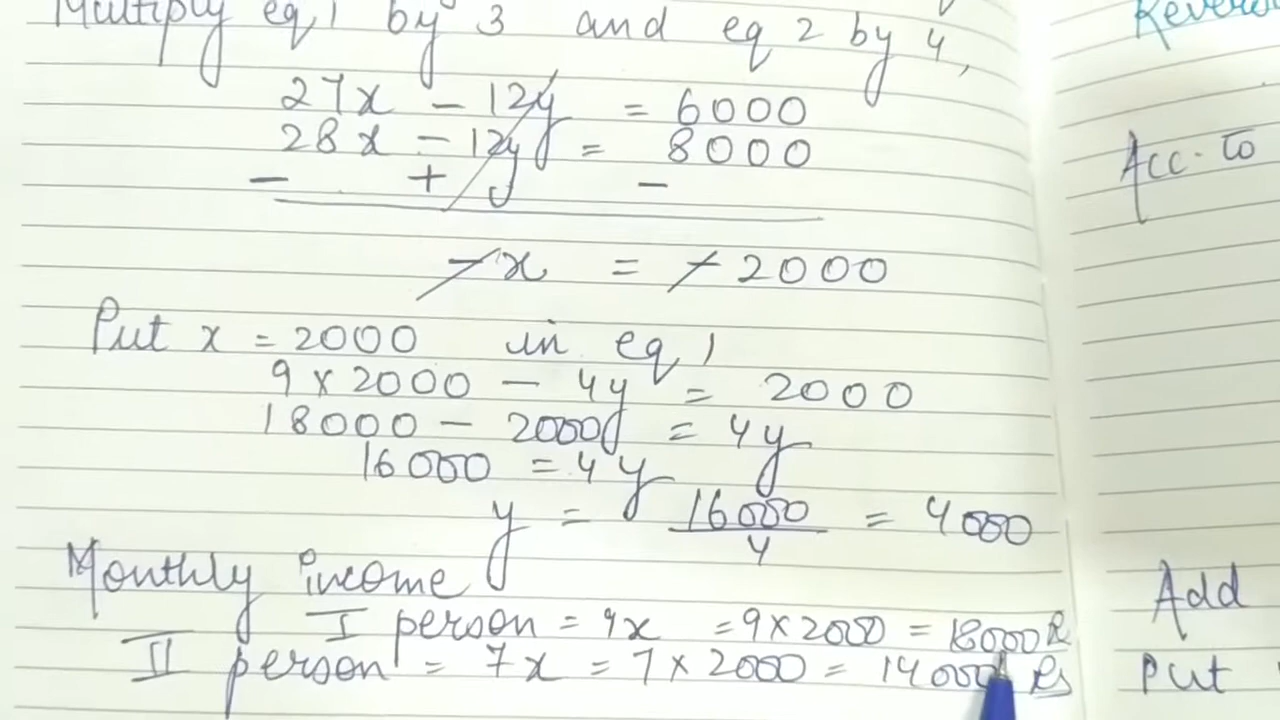 Multiply eq 1 by 3 and eq 2 by 4,
27x - 12y = 6000
28x - 12y = 8000
- + -
-x = -2000
Put x = 2000 in eq 1
9 x 2000 - 4y = 2000
18000 - 2000 = 4y
16000 = 4y
y = 16000/4 = 4000
Monthly income
I person = 9x = 9 x 2000 = 18000 R
II person = 7x = 7 x 2000 = 14000 Rs
Acc. to
Add
Put